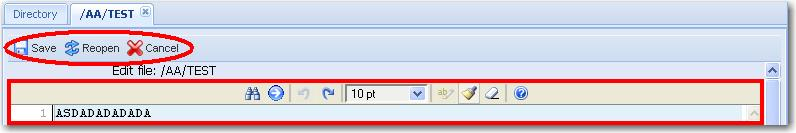 Directory /AA/TEST
Save Reopen Cancel
Edit file: /AA/TEST
10 pt
1 ASDADADADADA